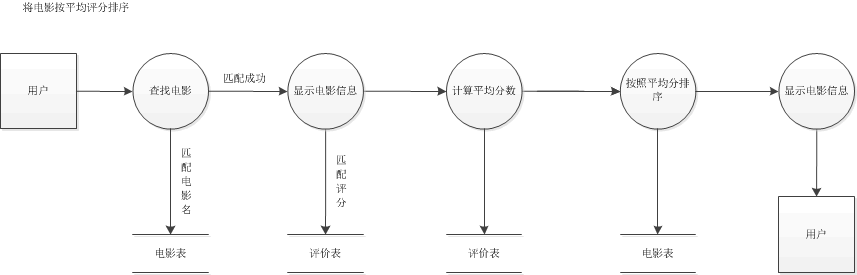 将电影按平均评分排序
用户
查找电影
匹配成功
显示电影信息
计算平均分数
按照平均分排
序
显示电影信息
匹配电影名
匹配评分
电影表
评价表
评价表
电影表
用户